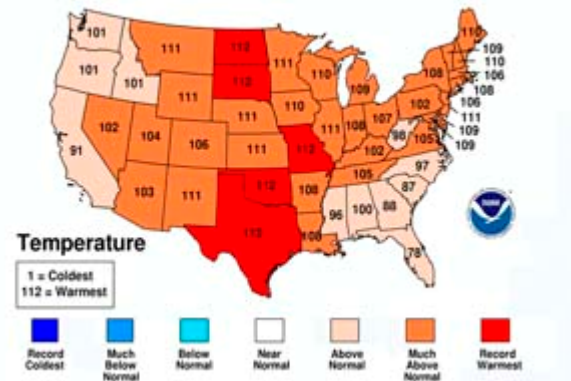 101
111
112
111
110
109
110
106
108
106
111
109
109
101
101
111
112
110
109
108
102
105
98
107
108
111
110
111
102
104
106
111
112
102
97
91
103
111
112
108
105
87
88
100
96
112
108
78
Temperature
1 = Coldest
112 = Warmest
Record
Coldest
Much
Below
Normal
Below
Normal
Near
Normal
Above
Normal
Much
Above
Normal
Record
Warmest